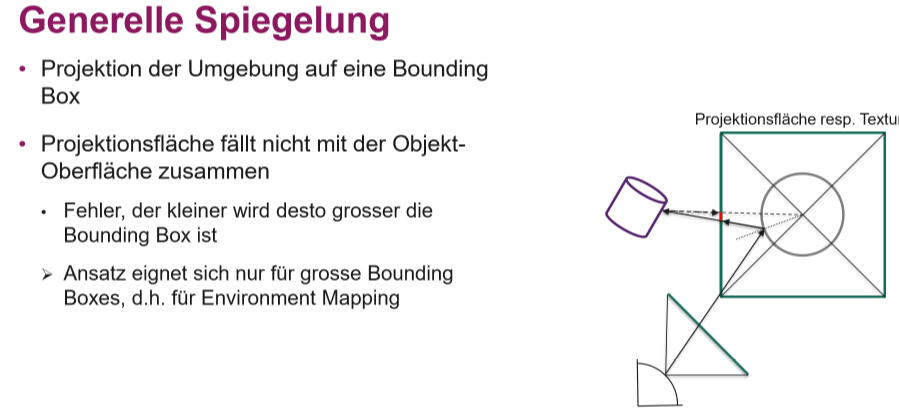 Generelle Spiegelung
• Projektion der Umgebung auf eine Bounding
Box
• Projektionsfläche fällt nicht mit der Objekt-
Oberfläche zusammen
• Fehler, der kleiner wird desto grosser die
Bounding Box ist
➢ Ansatz eignet sich nur für grosse Bounding
Boxes, d.h. für Environment Mapping
Projektionsfläche resp. Textu